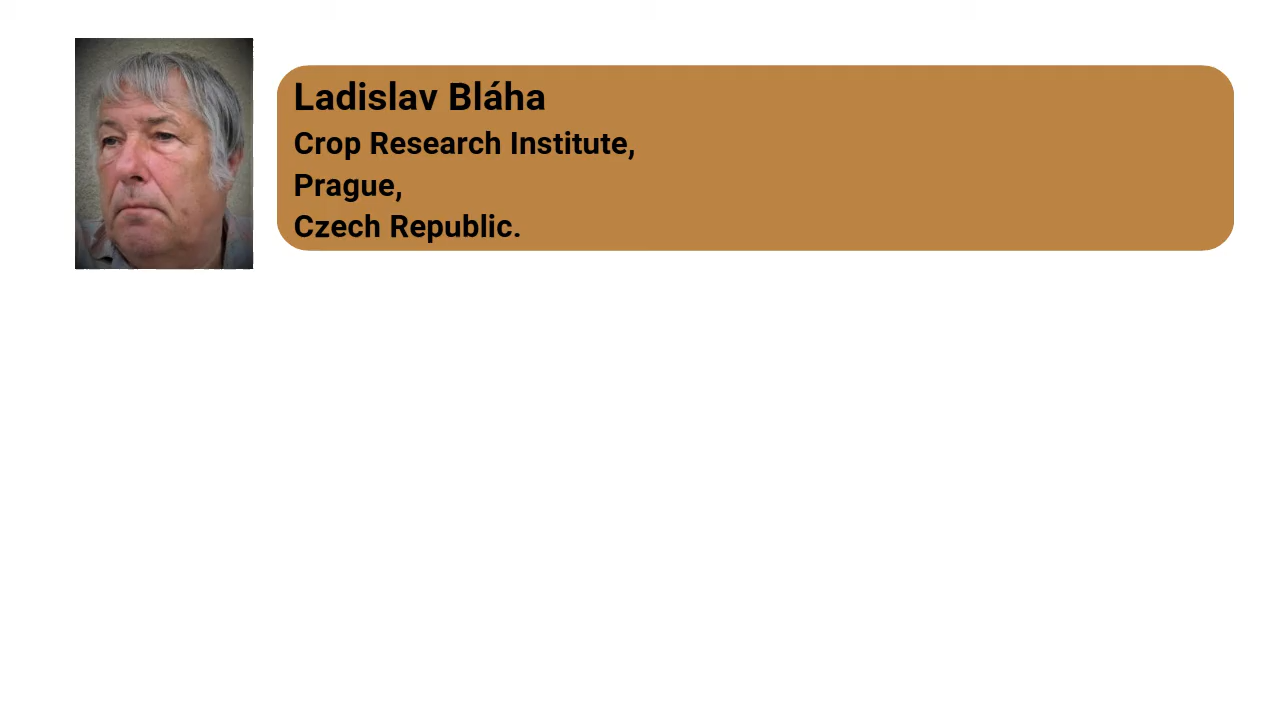 Ladislav Bláha
Crop Research Institute,
Prague,
Czech Republic.